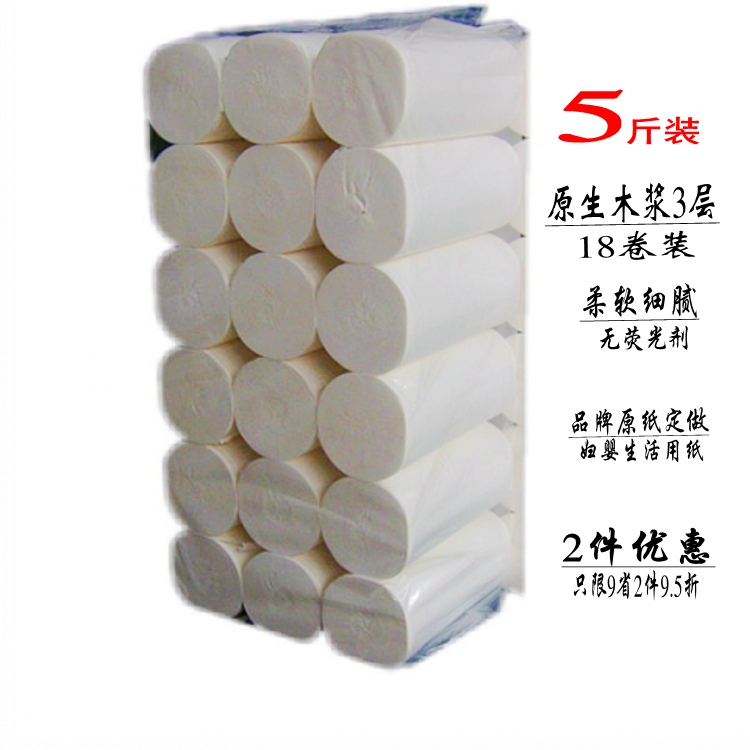 5斤装
原生木浆3层
18卷装
柔软细腻
无荧光剂
品牌原纸定做
妇婴生活用纸
2件优惠
只限9省2件9.5折